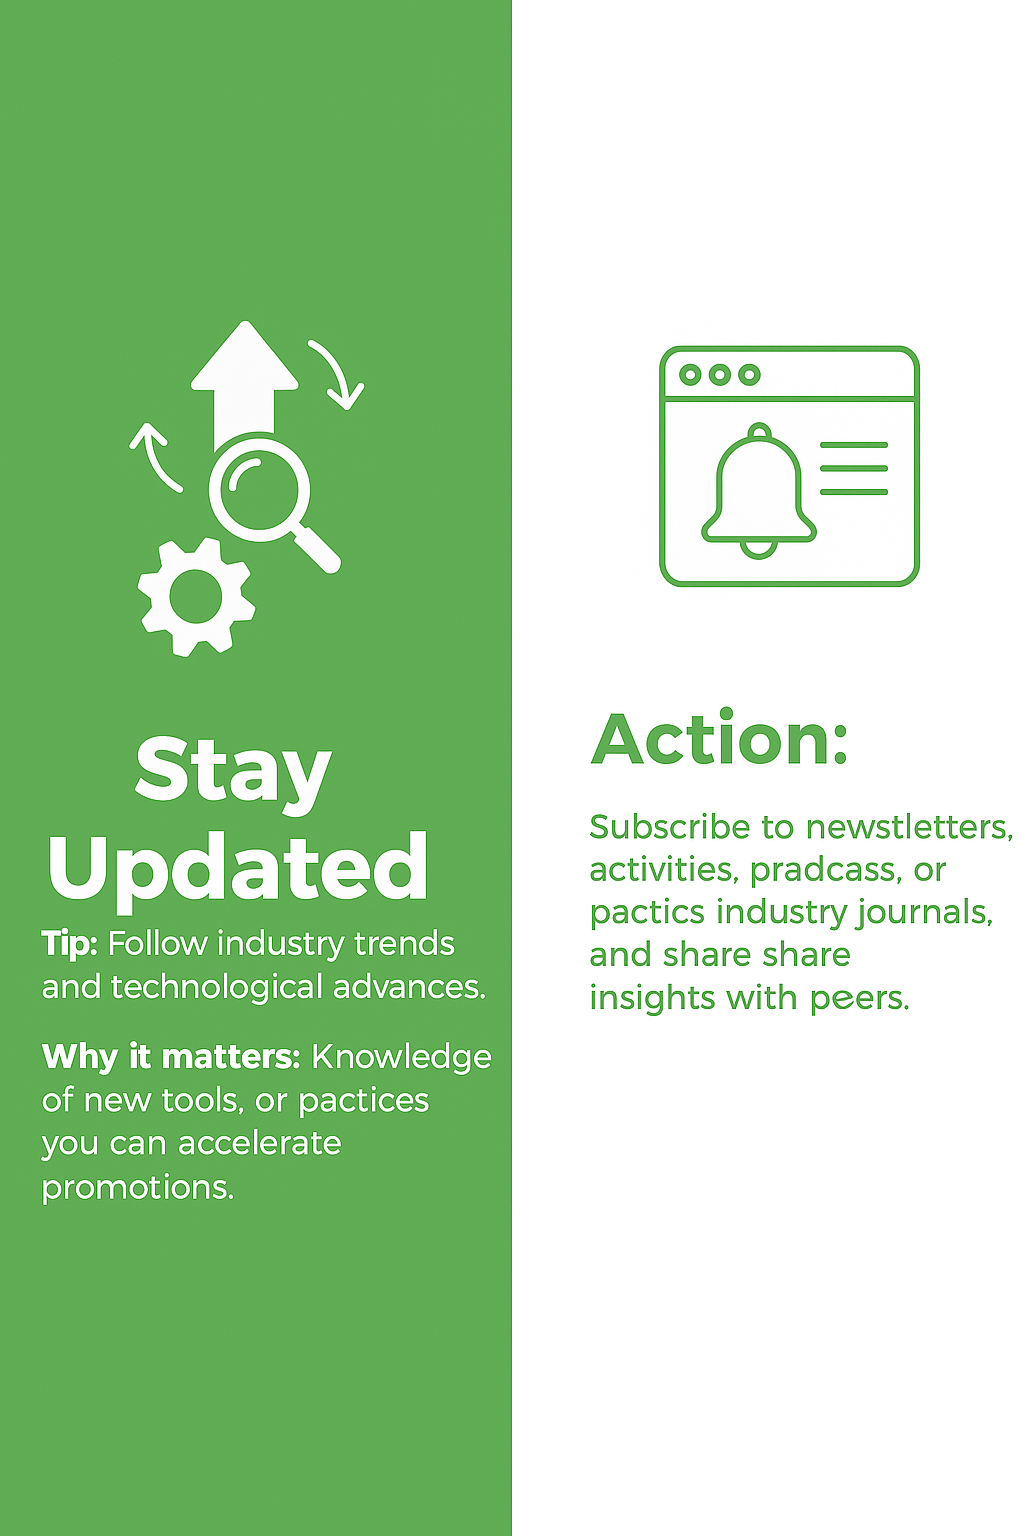 Stay
Updated
Tip: Follow industry trends
and technological advances.
Why it matters: Knowledge
of new tools, or pactices
you can accelerate
promotions.
Action:
Subscribe to newstletters,
activities, pradcass, or
pactics industry journals,
and share share
insights with peers.